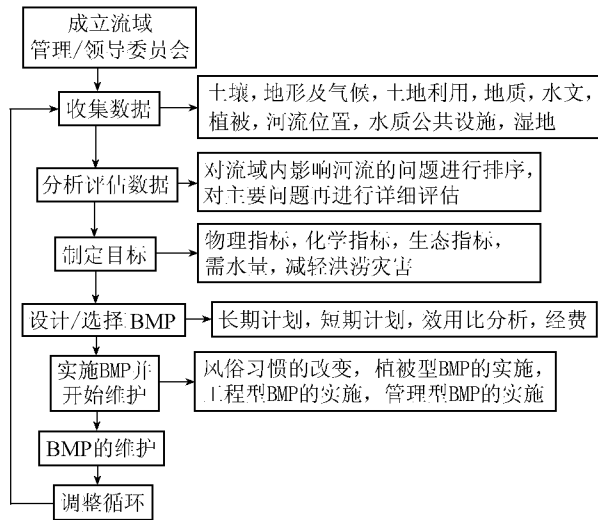 成立流域
管理/领导委员会
收集数据
土壤,地形及气候,土地利用,地质,水文,
植被,河流位置,水质公共设施,湿地
分析评估数据
对流域内影响河流的问题进行排序,
对主要问题再进行详细评估
制定目标
物理指标,化学指标,生态指标,
需水量,减轻洪涝灾害
设计/选择BMP
长期计划,短期计划,效用比分析,经费
实施BMP并
开始维护
风俗习惯的改变,植被型BMP的实施,
工程型BMP的实施,管理型BMP的实施
BMP的维护
调整循环